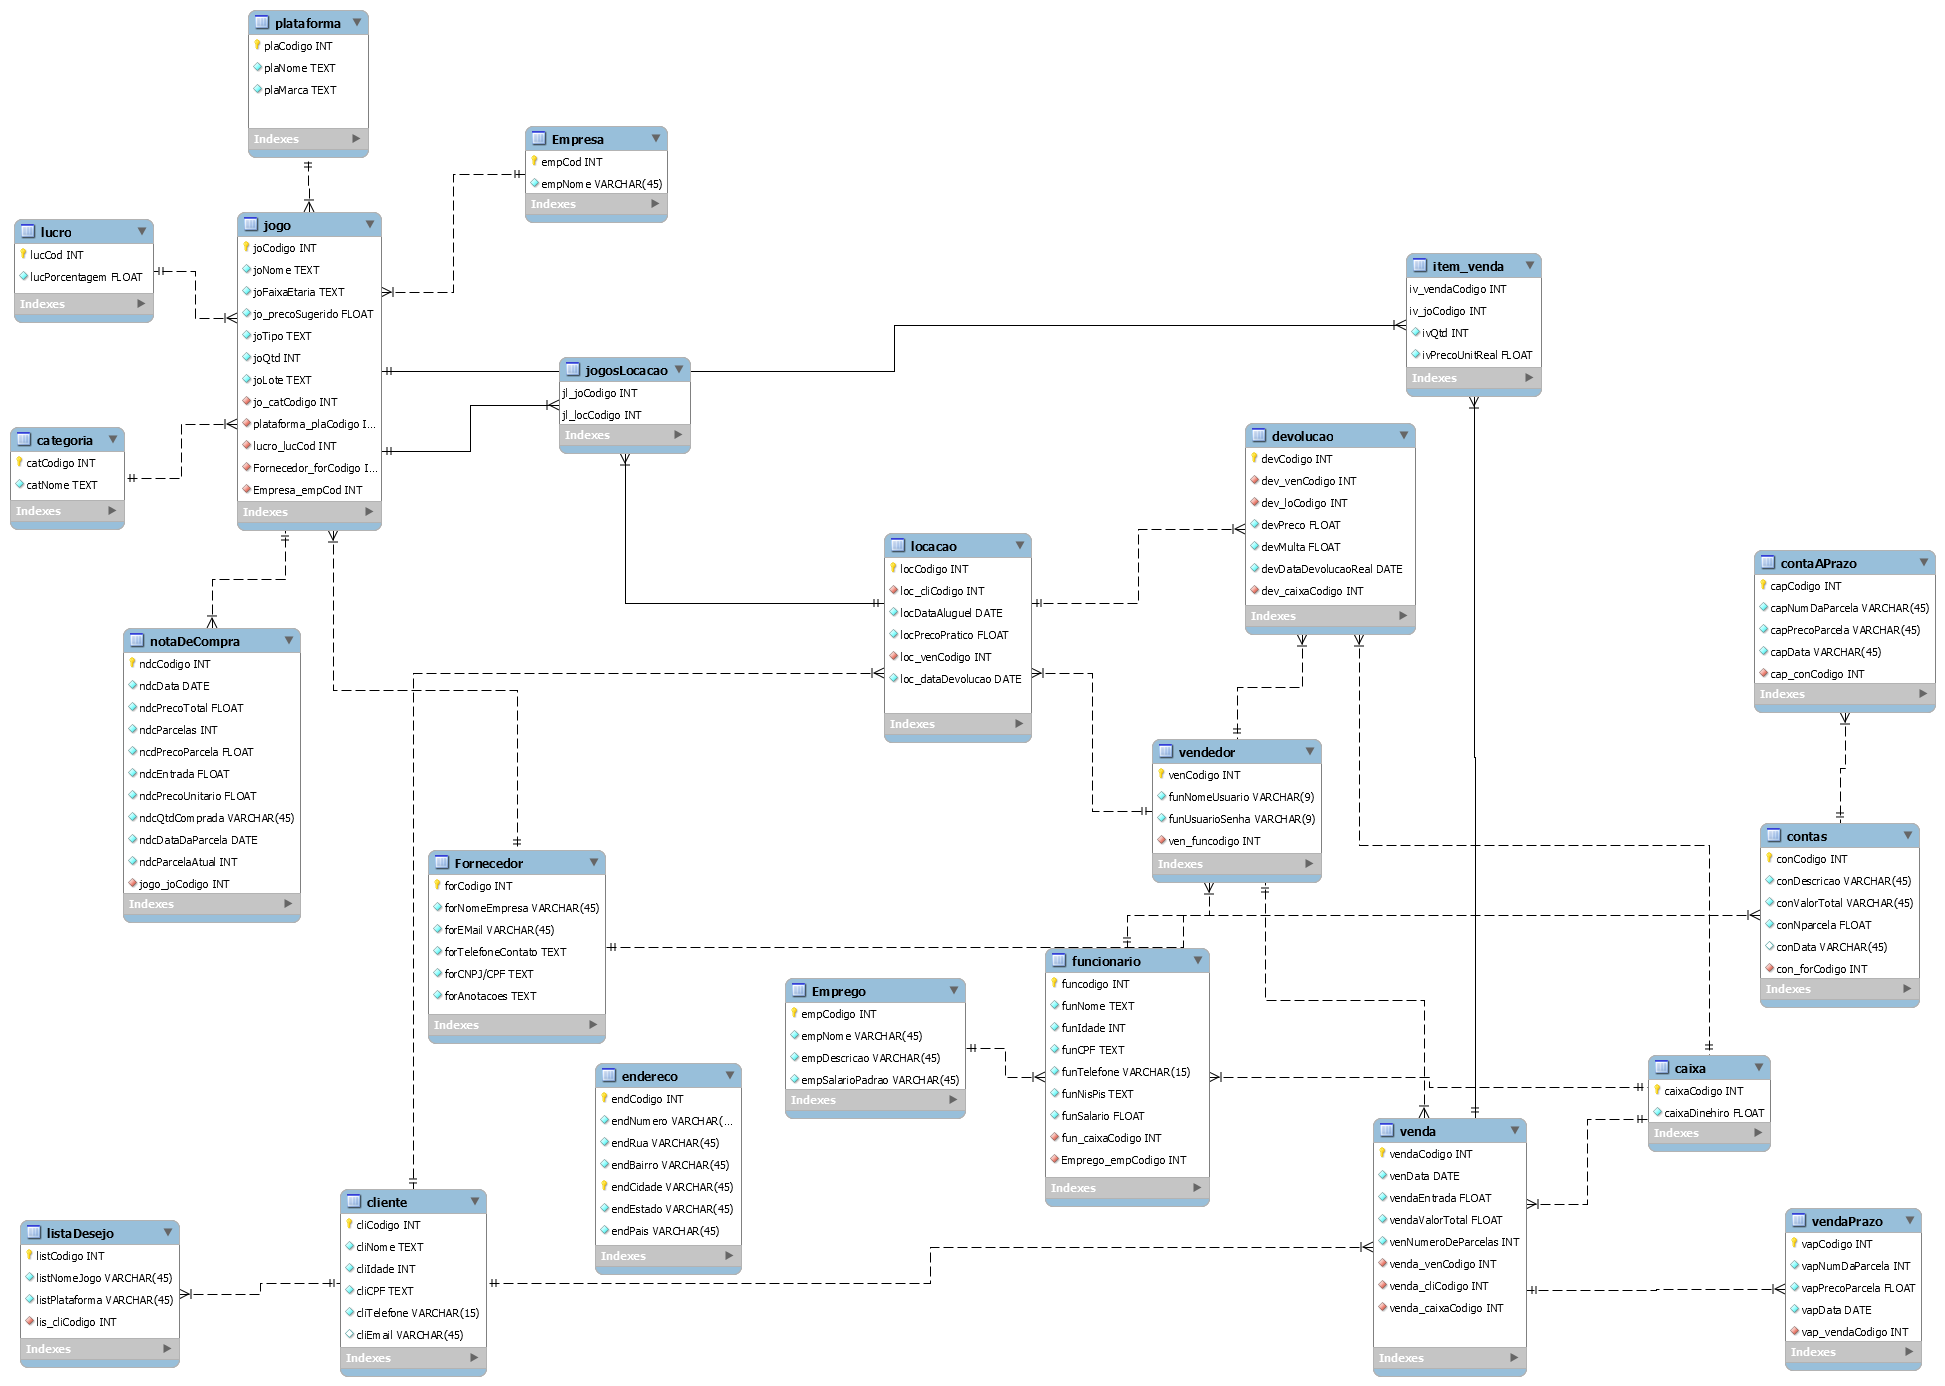 plataforma
plaCodigo INT
plaNome TEXT
plaMarca TEXT
Indexes
Empresa
empCod INT
empNome VARCHAR(45)
Indexes
lucro
lucCod INT
lucPorcentagem FLOAT
Indexes
jogo
joCodigo INT
joNome TEXT
joFaixaEtaria TEXT
jo_precoSugerido FLOAT
joTipo TEXT
joQtd INT
joLote TEXT
jo_catCodigo INT
plataforma_plaCodigo I...
lucro_lucCod INT
Fornecedor_forCodigo I...
Empresa_empCod INT
Indexes
item_venda
iv_vendaCodigo INT
iv_joCodigo INT
ivQtd INT
ivPrecoUnitReal FLOAT
Indexes
jogosLocacao
jl_joCodigo INT
jl_locCodigo INT
Indexes
categoria
catCodigo INT
catNome TEXT
Indexes
devolucao
devCodigo INT
dev_venCodigo INT
dev_loCodigo INT
devPreco FLOAT
devMulta FLOAT
devDataDevolucaoReal DATE
dev_caixaCodigo INT
Indexes
locacao
locCodigo INT
loc_cliCodigo INT
locDataAluguel DATE
locPrecoPratico FLOAT
loc_venCodigo INT
loc_dataDevolucao DATE
Indexes
contaAPrazo
capCodigo INT
capNumDaParcela VARCHAR(45)
capPrecoParcela VARCHAR(45)
capData VARCHAR(45)
cap_conCodigo INT
Indexes
notaDeCompra
ndcCodigo INT
ndcData DATE
ndcPrecoTotal FLOAT
ndcParcelas INT
ncdPrecoParcela FLOAT
ndcEntrada FLOAT
ndcPrecoUnitario FLOAT
ndcQtdComprada VARCHAR(45)
ndcDataDaParcela DATE
ndcParcelaAtual INT
jogo_joCodigo INT
Indexes
vendedor
venCodigo INT
funNomeUsuario VARCHAR(9)
funUsuarioSenha VARCHAR(9)
ven_funcodigo INT
Indexes
contas
conCodigo INT
conDescricao VARCHAR(45)
conValorTotal VARCHAR(45)
conNparcela FLOAT
conData VARCHAR(45)
con_forCodigo INT
Indexes
Fornecedor
forCodigo INT
forNomeEmpresa VARCHAR(45)
forEMail VARCHAR(45)
forTelefoneContato TEXT
forCNPJ/CPF TEXT
forAnotacoes TEXT
Indexes
funcionario
funcodigo INT
funNome TEXT
funIdade INT
funCPF TEXT
funTelefone VARCHAR(15)
funNisPis TEXT
funSalario FLOAT
fun_caixaCodigo INT
Emprego_empCodigo INT
Indexes
Emprego
empCodigo INT
empNome VARCHAR(45)
empDescricao VARCHAR(45)
empSalarioPadrao VARCHAR(45)
Indexes
endereco
endCodigo INT
endNumero VARCHAR(...
endRua VARCHAR(45)
endBairro VARCHAR(45)
endCidade VARCHAR(45)
endEstado VARCHAR(45)
endPais VARCHAR(45)
Indexes
caixa
caixaCodigo INT
caixaDinehiro FLOAT
Indexes
venda
vendaCodigo INT
venData DATE
vendaEntrada FLOAT
vendaValorTotal FLOAT
venNumeroDeParcelas INT
venda_venCodigo INT
venda_cliCodigo INT
venda_caixaCodigo INT
Indexes
cliente
cliCodigo INT
cliNome TEXT
cliIdade INT
cliCPF TEXT
cliTelefone VARCHAR(15)
cliEmail VARCHAR(45)
Indexes
listaDesejo
listCodigo INT
listNomeJogo VARCHAR(45)
listPlataforma VARCHAR(45)
lis_cliCodigo INT
Indexes
vendaPrazo
vapCodigo INT
vapNumDaParcela INT
vapPrecoParcela FLOAT
vapData DATE
vap_vendaCodigo INT
Indexes